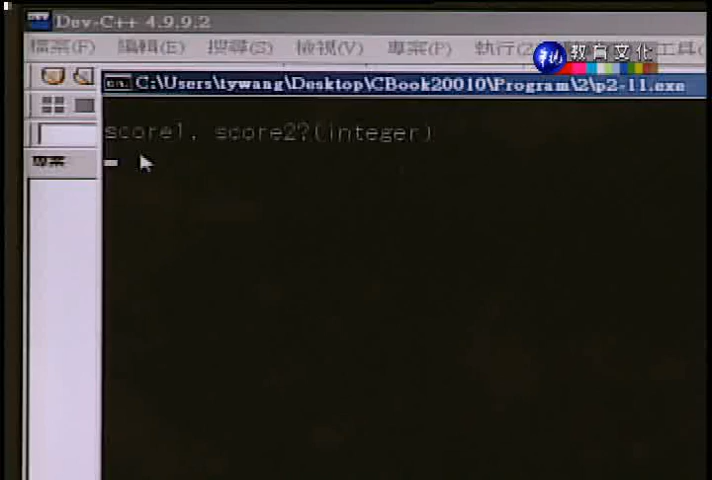 Dev-C++ 4.9.9.2
檔案(F) 編輯(E) 搜尋(S) 檢視(V) 專案(P) 執行(Z 工具(
教育文化
C:\Users\tywang\Desktop\CBook20010\Program\2\p2-11.exe
score1, score2?(integer)
專案